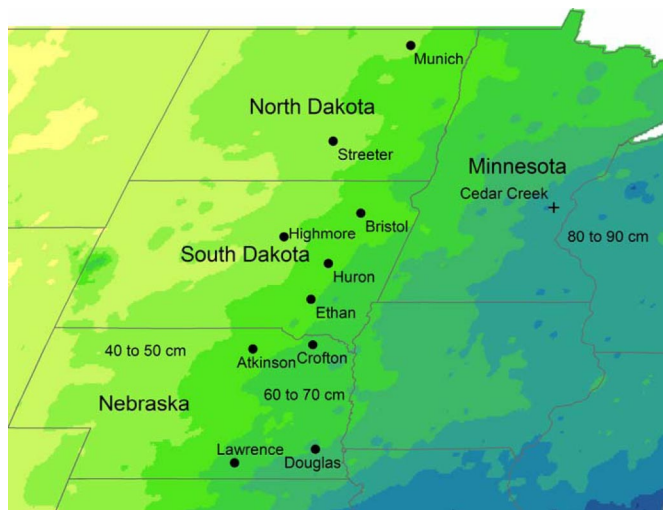 Munich
North Dakota
Streeter
Minnesota
Cedar Creek
Bristol
Highmore
80 to 90 cm
South Dakota
Huron
Ethan
40 to 50 cm
Atkinson
Crofton
60 to 70 cm
Nebraska
Lawrence
Douglas